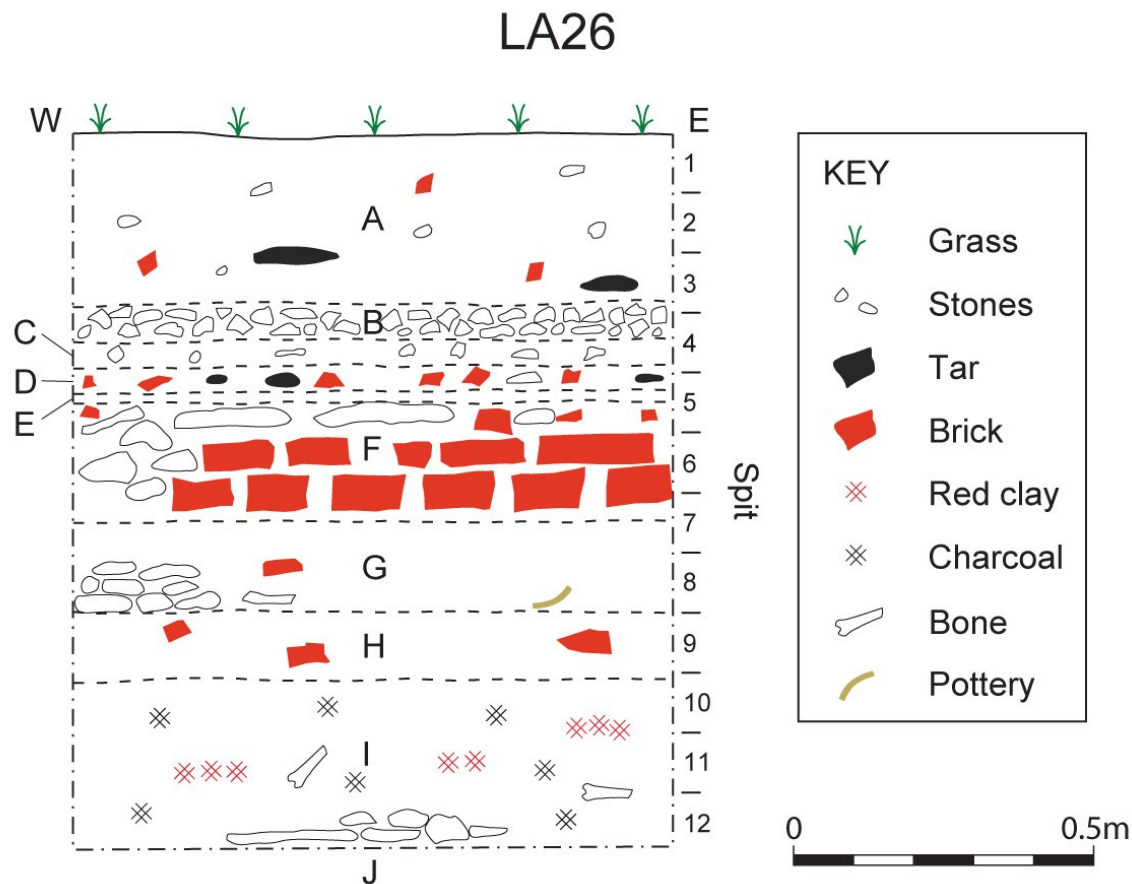 LA26
W
E
A
B
C
D
E
F
G
H
I
J
1
2
3
4
5
6
7
8
9
10
11
12
Spit
KEY
Grass
Stones
Tar
Brick
Red clay
Charcoal
Bone
Pottery
0
0.5m